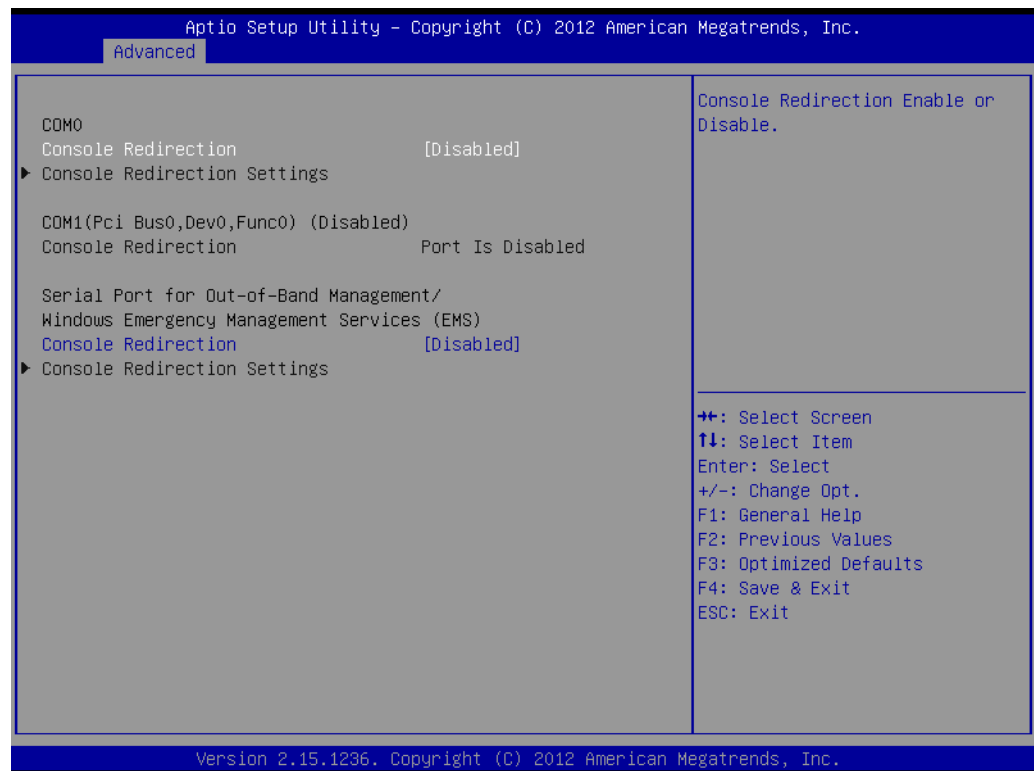 Aptio Setup Utility – Copyright (C) 2012 American Megatrends, Inc.
Advanced
COM0
Console Redirection [Disabled]
▶ Console Redirection Settings
COM1(Pci Bus0,Dev0,Func0) (Disabled)
Console Redirection Port Is Disabled
Serial Port for Out-of-Band Management/
Windows Emergency Management Services (EMS)
Console Redirection [Disabled]
▶ Console Redirection Settings
Console Redirection Enable or
Disable.
→←: Select Screen
↑↓: Select Item
Enter: Select
+/-: Change Opt.
F1: General Help
F2: Previous Values
F3: Optimized Defaults
F4: Save & Exit
ESC: Exit
Version 2.15.1236. Copyright (C) 2012 American Megatrends, Inc.